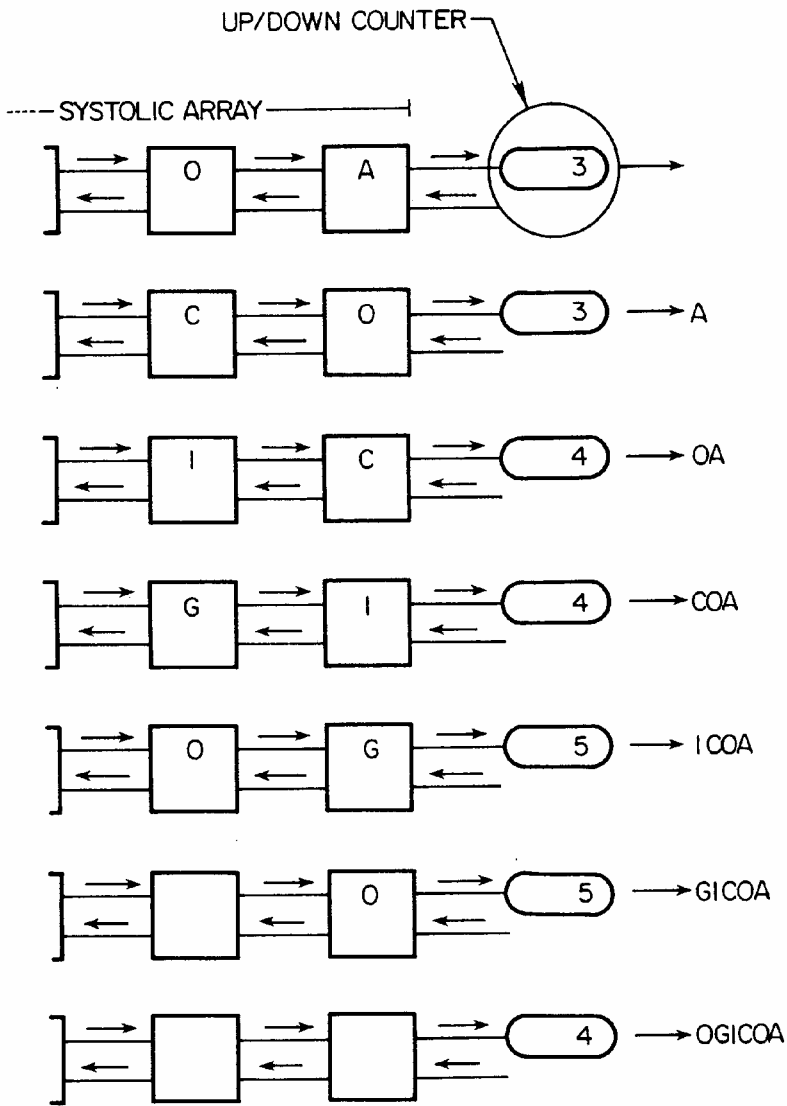 UP/DOWN COUNTER
SYSTOLIC ARRAY
O A 3
C O 3 A
I C 4 OA
G I 4 COA
O G 5 ICOA
O 5 GICOA
4 OGICOA